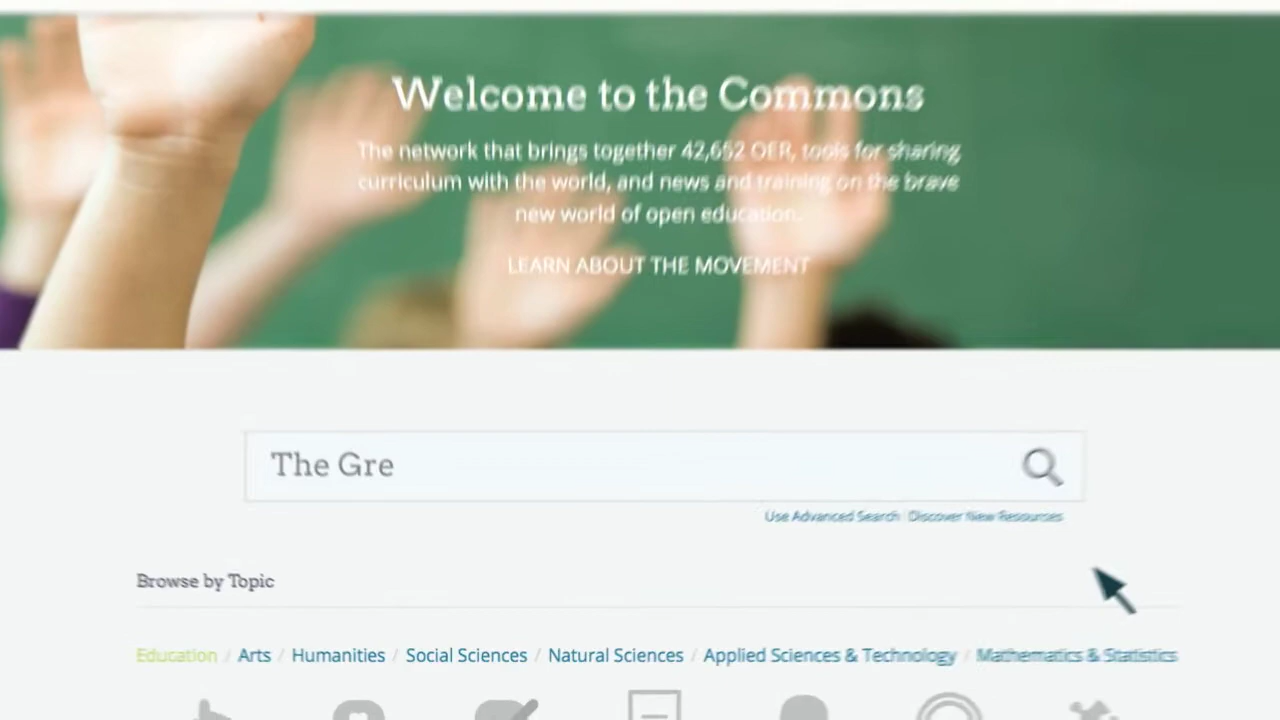 Welcome to the Commons
The network that brings together 42,652 OER, tools for sharing
curriculum with the world, and news and training on the brave
new world of open education.
LEARN ABOUT THE MOVEMENT
The Gre
Use Advanced Search | Discover New Resources
Browse by Topic
Education / Arts / Humanities / Social Sciences / Natural Sciences / Applied Sciences & Technology / Mathematics & Statistics